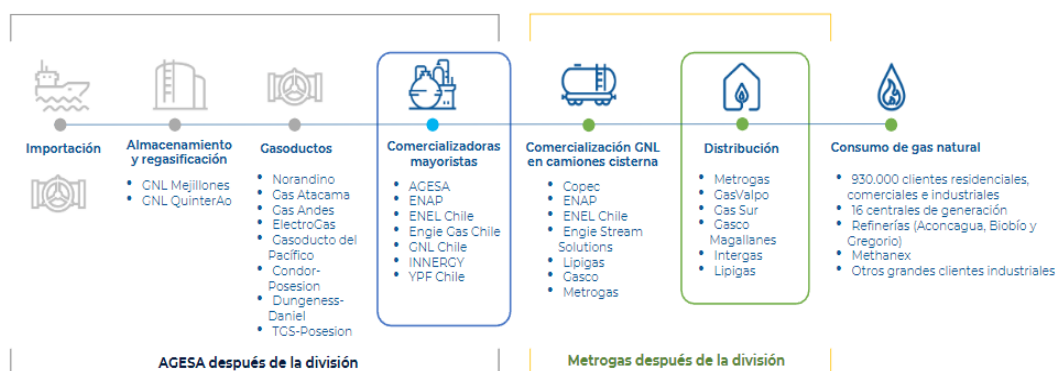 Importación
Almacenamiento
y regasificación
• GNL Mejillones
• GNL QuinterAo
Gasoductos
• Norandino
• Gas Atacama
• Gas Andes
• ElectroGas
• Gasoducto del
Pacífico
• Condor-
Posesion
• Dungeness-
Daniel
• TGS-Posesion
Comercializadoras
mayoristas
• AGESA
• ENAP
• ENEL Chile
• Engie Gas Chile
• GNL Chile
• INNERGY
• YPF Chile
Comercialización GNL
en camiones cisterna
• Copec
• ENAP
• ENEL Chile
• Engie Stream
Solutions
• Lipigas
• Gasco
• Metrogas
Distribución
• Metrogas
• GasValpo
• Gas Sur
• Gasco
Magallanes
• Intergas
• Lipigas
Consumo de gas natural
• 930.000 clientes residenciales,
comerciales e industriales
• 16 centrales de generación
• Refinerías (Aconcagua, Biobío y
Gregorio)
• Methanex
• Otros grandes clientes industriales
AGESA después de la división
Metrogas después de la división